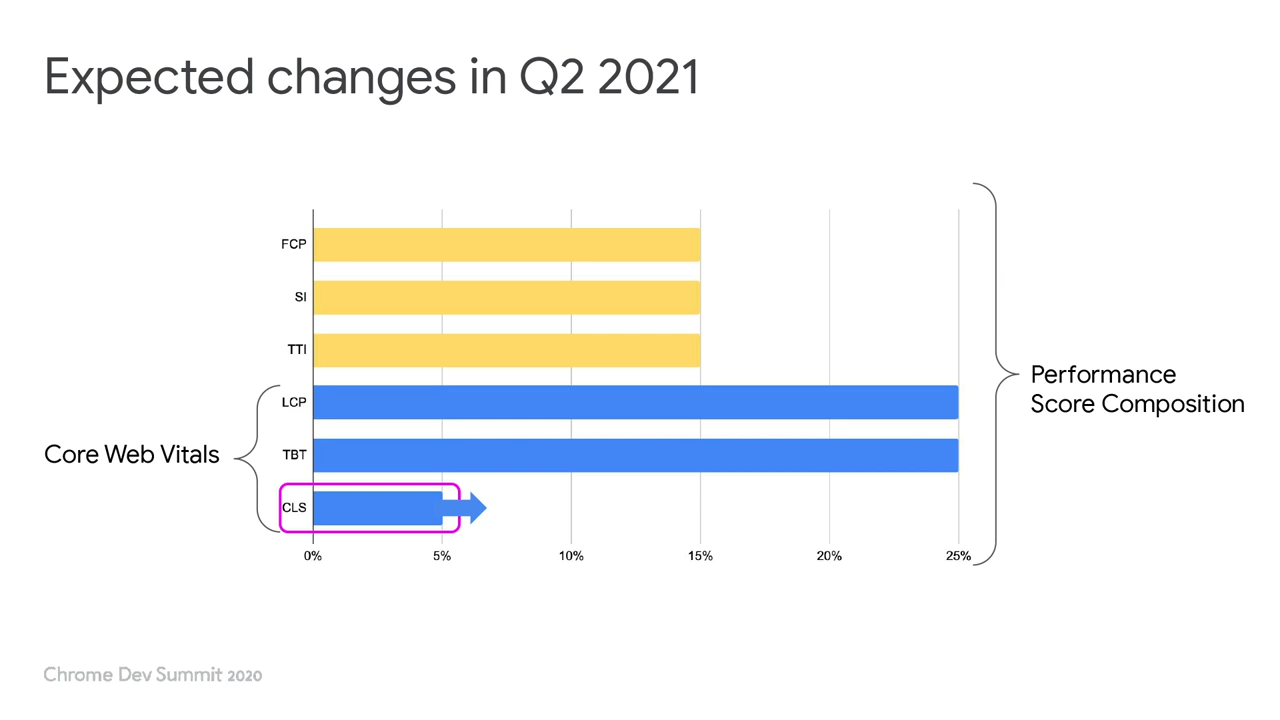 Expected changes in Q2 2021
FCP
SI
TTI
LCP
TBT
CLS
Core Web Vitals
0% 5% 10% 15% 20% 25%
Performance
Score Composition
Chrome Dev Summit 2020